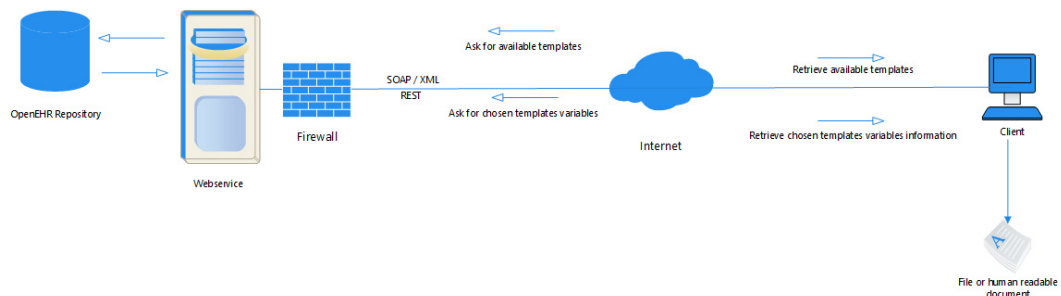 Ask for available templates
Retrieve available templates
SOAP / XML
REST
OpenEHR Repository
Ask for chosen templates variables
Firewall
Internet
Retrieve chosen templates variables information
Client
Webservice
A
File or human readable
document